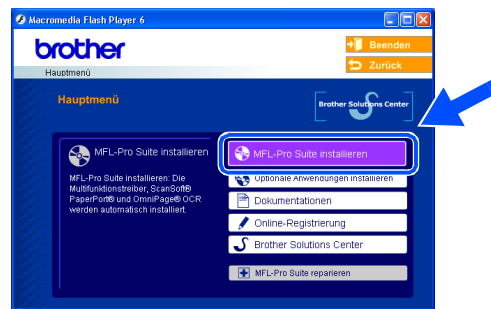 Macromedia Flash Player 6
brother
Beenden
Zurück
Hauptmenü
Hauptmenü
Brother Solutions Center
MFL-Pro Suite installieren
MFL-Pro Suite installieren: Die
Multifunktionstreiber, ScanSoft®
PaperPort® und OmniPage® OCR
werden automatisch installiert.
MFL-Pro Suite installieren
Optionale Anwendungen installieren
Dokumentationen
Online-Registrierung
Brother Solutions Center
MFL-Pro Suite reparieren